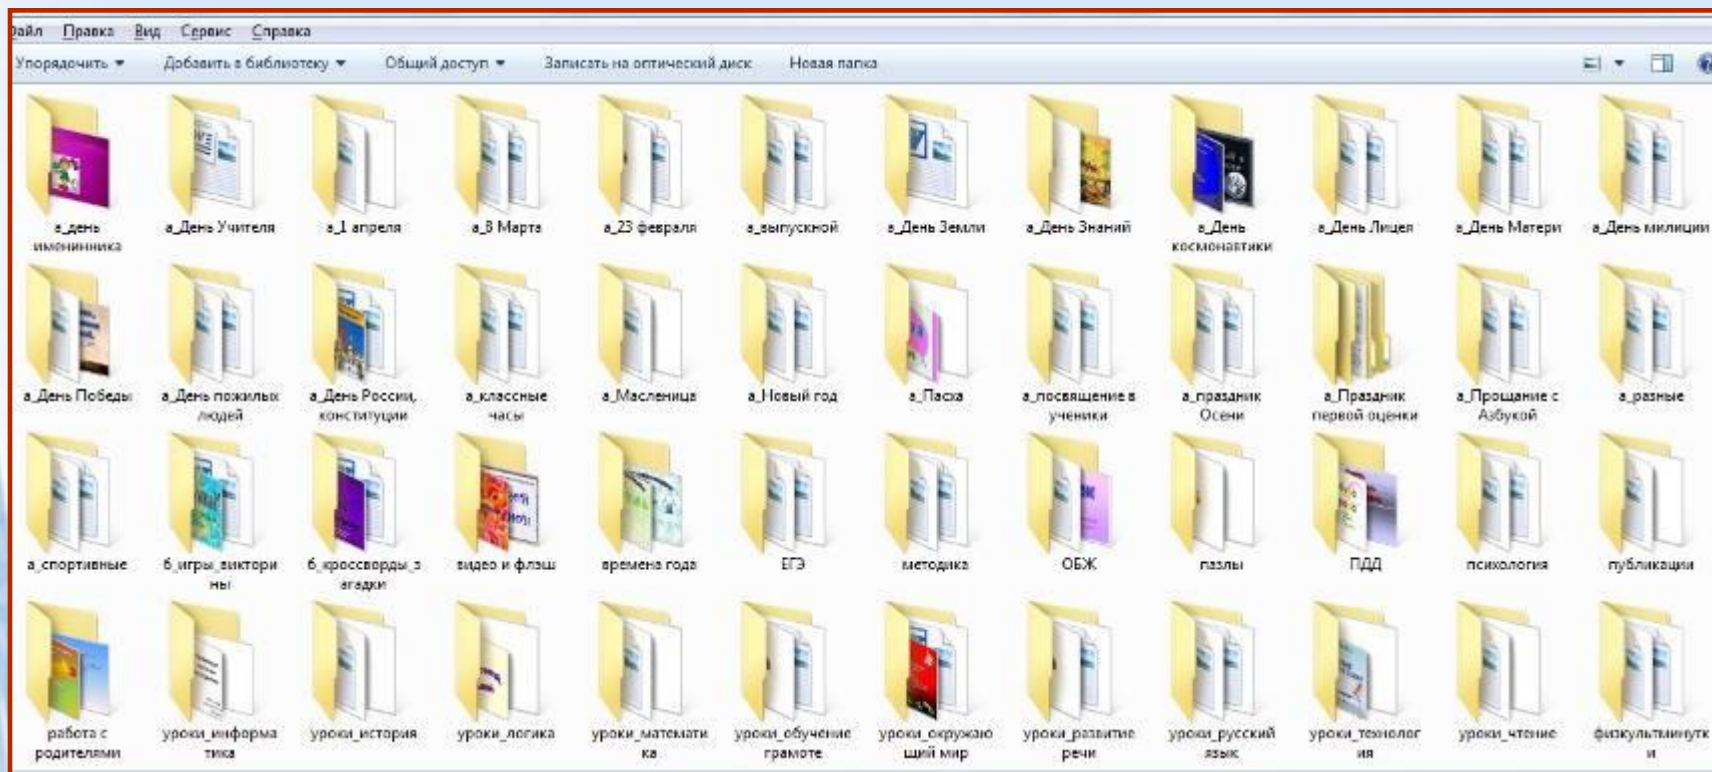 Файл Правка Вид Сервис Справка
Упорядочить Добавить в библиотеку Общий доступ Записать на оптический диск Новая папка
а_день именинника а_День Учителя а_1 апреля а_8 Марта а_23 февраля а_выпускной а_День Земли а_День Знаний а_День космонавтики а_День Лицея а_День Матери а_День милиции
а_День Победы а_День пожилых людей а_День России, конституции а_классные часы а_Масленица а_Новый год а_Пасха а_посвящение в ученики а_праздник Осени а_Праздник первой оценки а_Прощание с Азбукой а_разные
а_спортивные б_игры_викторины б_кроссворды_загадки видео и флэш времена года ЕГЭ методика ОБЖ пазлы ПДД психология публикации
работа с родителями уроки_информатика уроки_история уроки_логика уроки_математика уроки_обучение грамоте уроки_окружающий мир уроки_развитие речи уроки_русский язык уроки_технология уроки_чтение физкультминутки